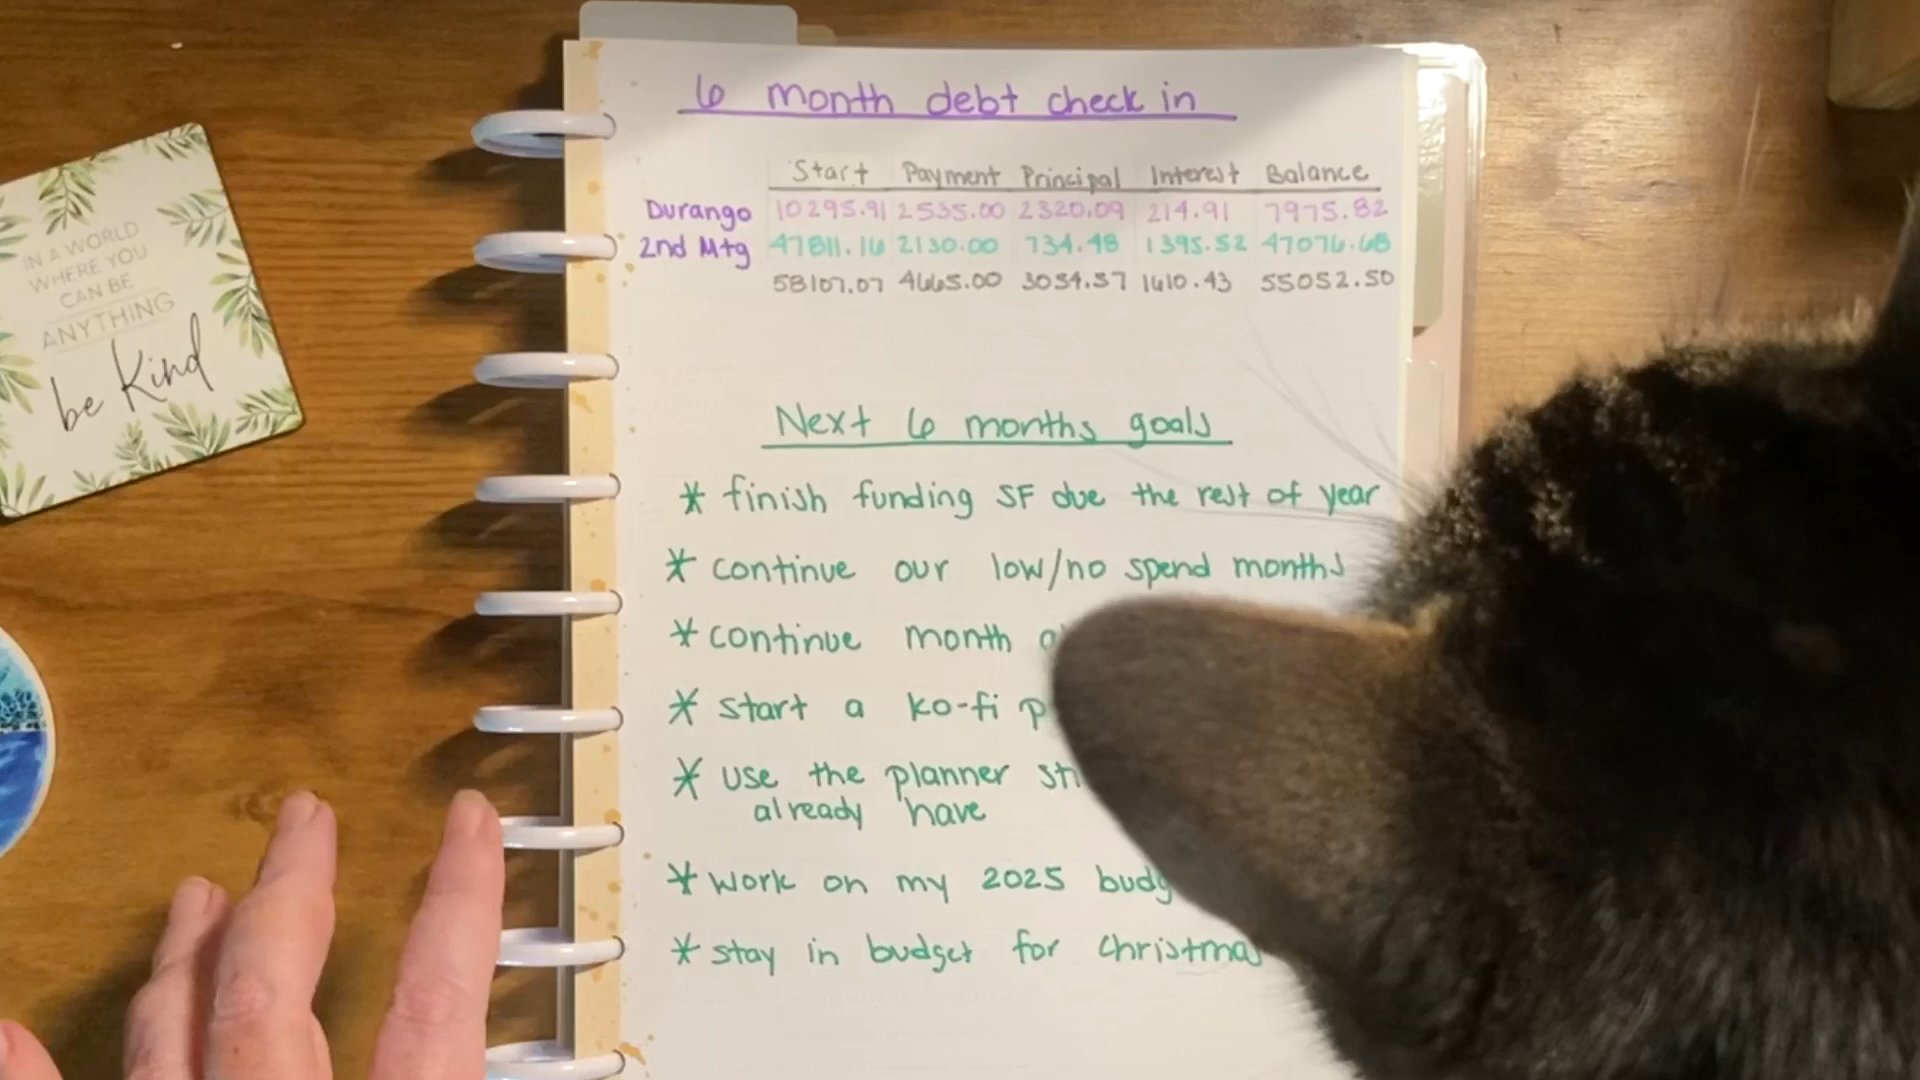 6 month debt check in
Start Payment Principal Interest Balance
Durango 10295.91 2535.00 2320.09 214.91 7975.82
2nd Mtg 47811.16 2130.00 734.48 1395.52 47076.68
58107.07 4665.00 3054.57 1610.43 55052.50
Next 6 months goals
* finish funding SF due the rest of year
* continue our low/no spend months
* continue month
* start a ko-fi
* use the planner
already have
* work on my 2025
* stay in budget for Christmas
IN A WORLD
WHERE YOU
CAN BE
ANYTHING
be Kind